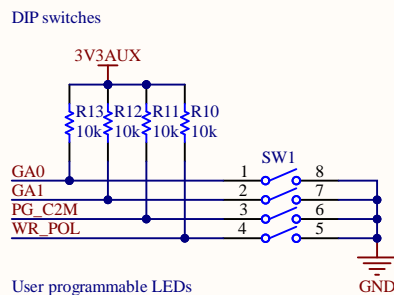 DIP switches
3V3AUX
R13 R12 R11 R10
10k 10k 10k 10k
SW1
GA0 1 8
GA1 2 7
PG_C2M 3 6
WR_POL 4 5
GND
User programmable LEDs